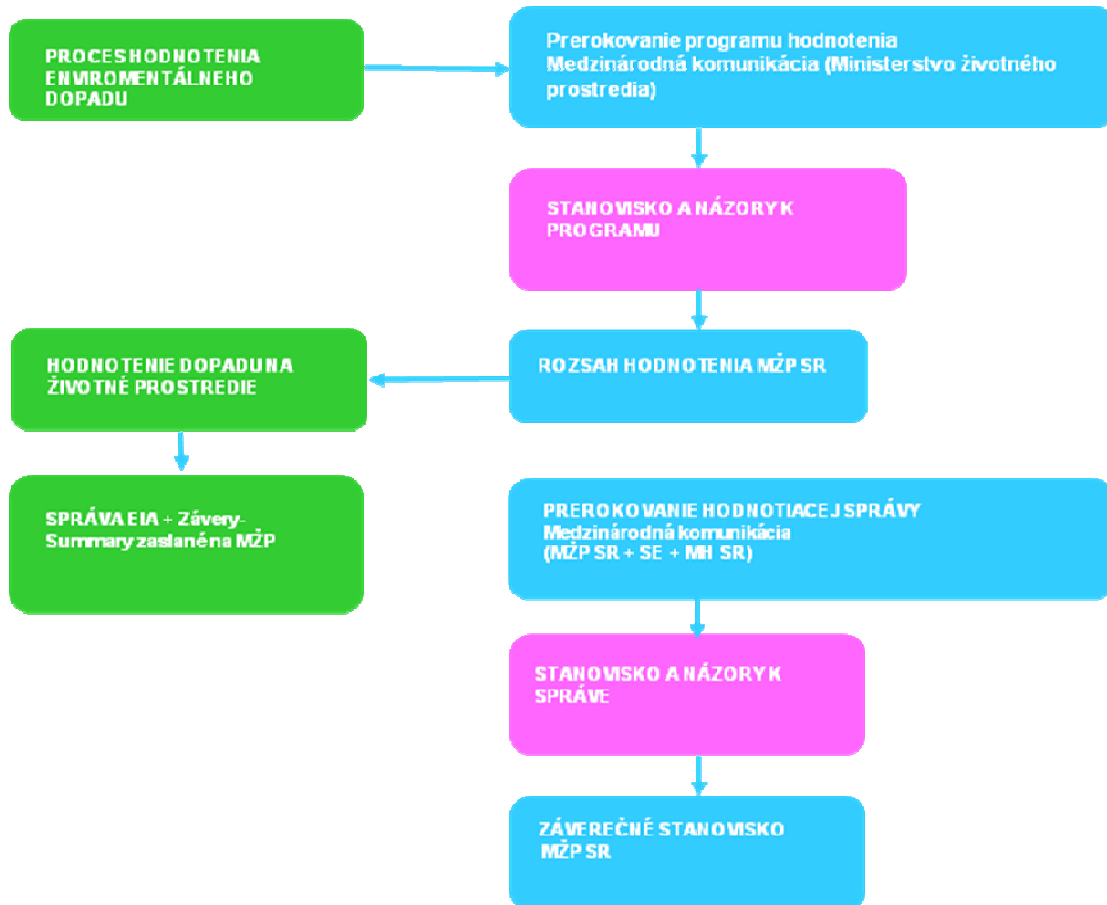 PROCES HODNOTENIA
ENVIROMENTÁLNEHO
DOPADU
Prerokovanie programu hodnotenia
Medzinárodná komunikácia (Ministerstvo životného
prostredia)
STANOVISKO A NÁZORY K
PROGRAMU
ROZSAH HODNOTENIA MŽP SR
HODNOTENIE DOPADU NA
ŽIVOTNÉ PROSTREDIE
SPRÁVA EIA + Závery-
Summary zaslané na MŽP
PREROKOVANIE HODNOTIACEJ SPRÁVY
Medzinárodná komunikácia
(MŽP SR + SE + MH SR)
STANOVISKO A NÁZORY K
SPRÁVE
ZÁVEREČNÉ STANOVISKO
MŽP SR